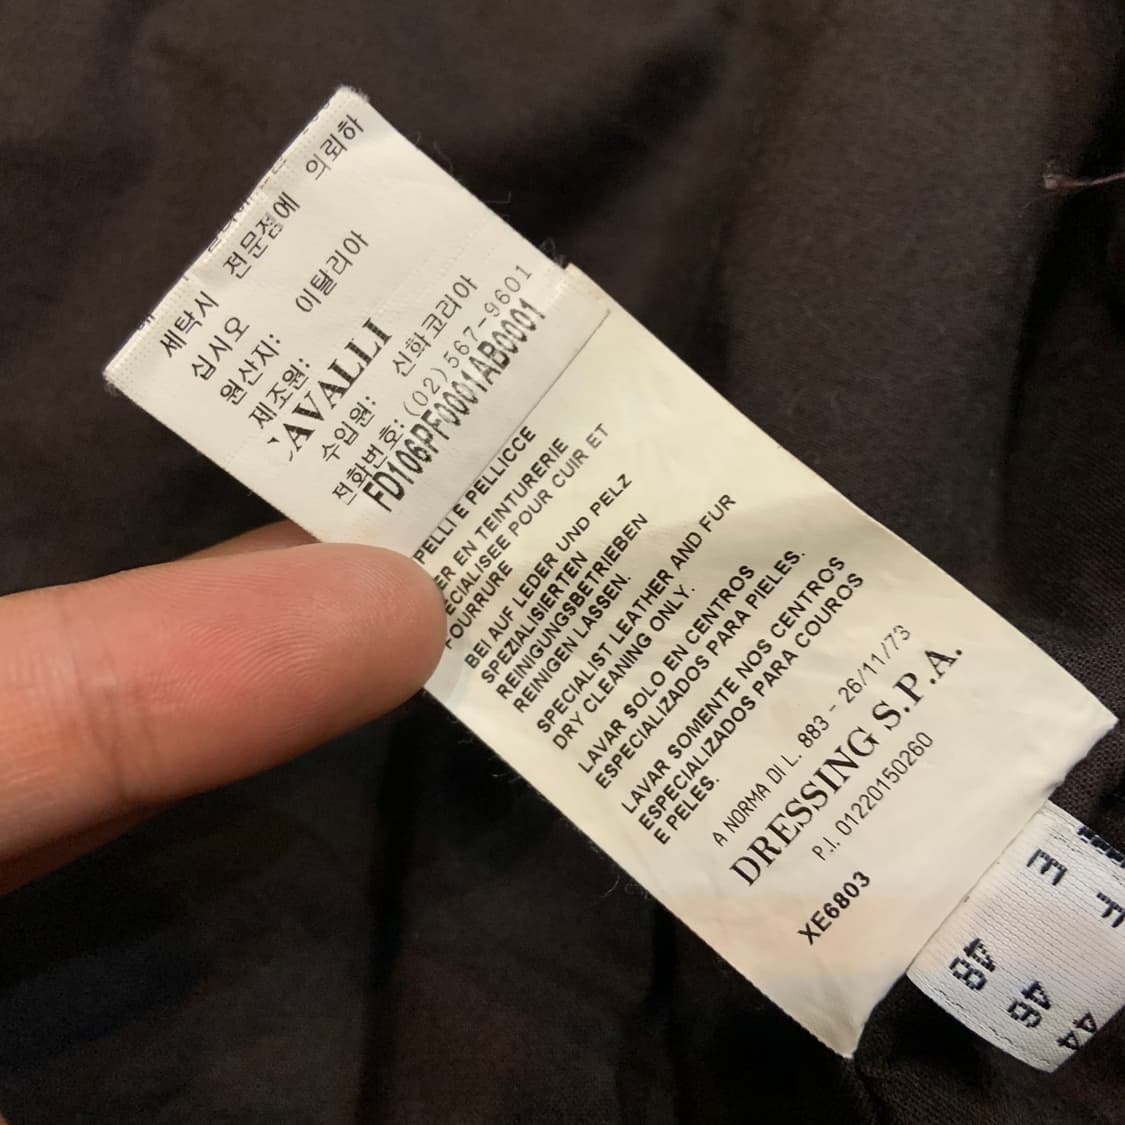 세탁시 전문점에 의뢰하
십시오
원산지: 이탈리아
제조원:
CAVALLI
수입원: 신화코리아
전화번호: (02)567-9601
FD106PF0001AB0001
PELLI E PELLICCE
ER EN TEINTURERIE
ECIALISEE POUR CUIR ET
FOURRURE
BEI AUF LEDER UND PELZ
SPEZIALISIERTEN
REINIGUNGSBETRIEBEN
REINIGEN LASSEN.
SPECIALIST LEATHER AND FUR
DRY CLEANING ONLY.
LAVAR SOLO EN CENTROS
ESPECIALIZADOS PARA PIELES.
LAVAR SOMENTE NOS CENTROS
ESPECIALIZADOS PARA COUROS
E PELES.
A NORMA DI L. 883 - 26/11/73
DRESSING S.P.A.
P.I. 01220150260
XE6803
E F
48 46 44